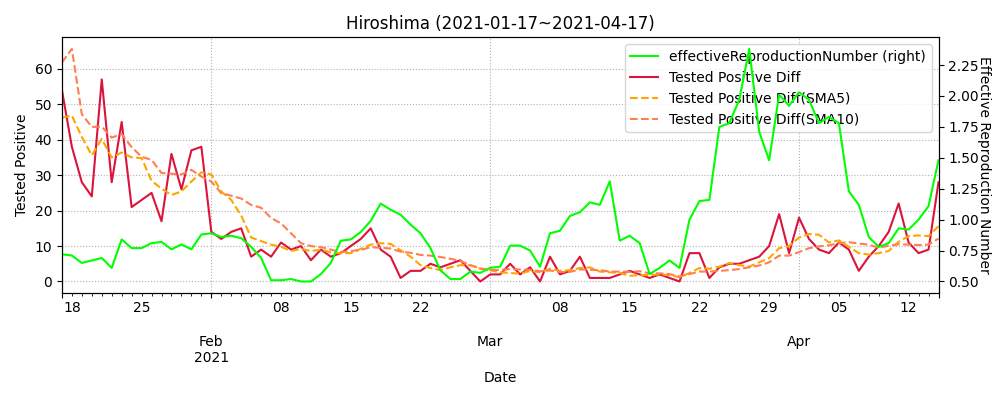 Hiroshima (2021-01-17~2021-04-17)
effectiveReproductionNumber (right)
Tested Positive Diff
Tested Positive Diff(SMA5)
Tested Positive Diff(SMA10)
Tested Positive
60
50
40
30
20
10
0
2.25
2.00
1.75
1.50
1.25
1.00
0.75
0.50
Effective Reproduction Number
18 25 08 15 22 08 15 22 29 05 12
Feb Mar Apr
2021
Date